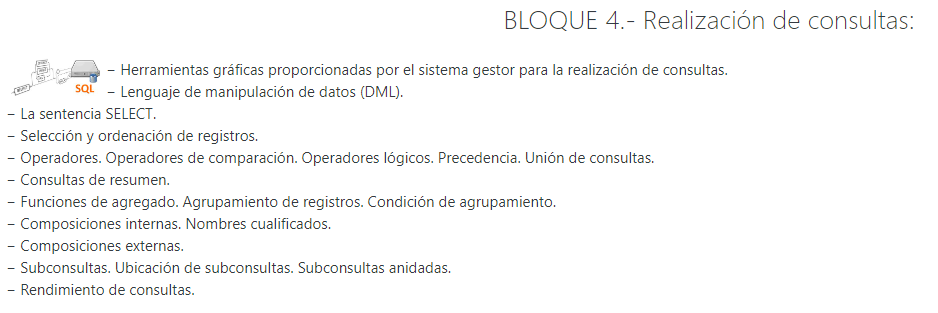 BLOQUE 4.- Realización de consultas:
– Herramientas gráficas proporcionadas por el sistema gestor para la realización de consultas.
SQL
– Lenguaje de manipulación de datos (DML).
– La sentencia SELECT.
– Selección y ordenación de registros.
– Operadores. Operadores de comparación. Operadores lógicos. Precedencia. Unión de consultas.
– Consultas de resumen.
– Funciones de agregado. Agrupamiento de registros. Condición de agrupamiento.
– Composiciones internas. Nombres cualificados.
– Composiciones externas.
– Subconsultas. Ubicación de subconsultas. Subconsultas anidadas.
– Rendimiento de consultas.